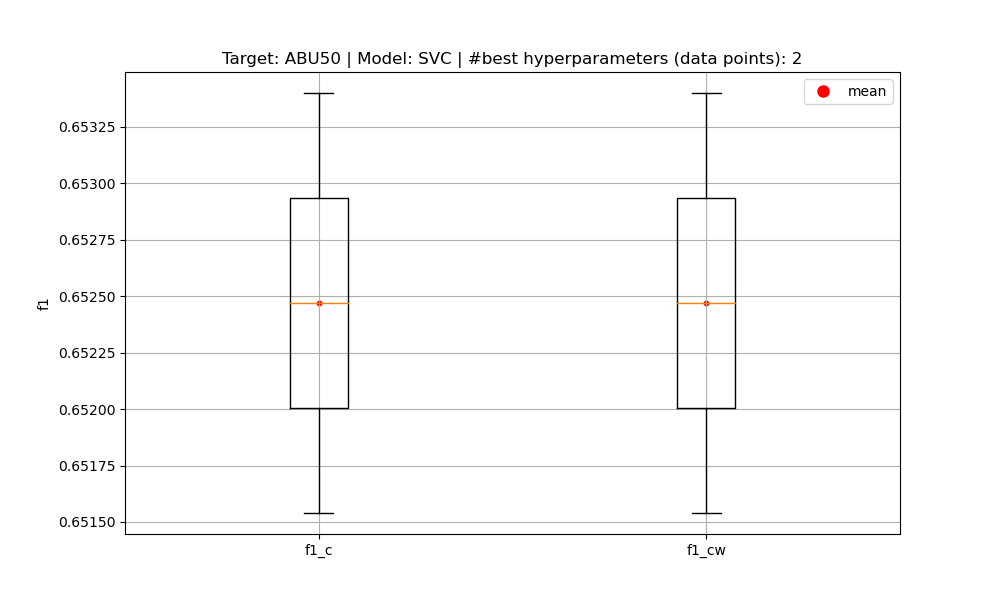 Target: ABU50 | Model: SVC | #best hyperparameters (data points): 2
mean
0.65325
0.65300
0.65275
0.65250
0.65225
0.65200
0.65175
0.65150
f1
f1_c
f1_cw